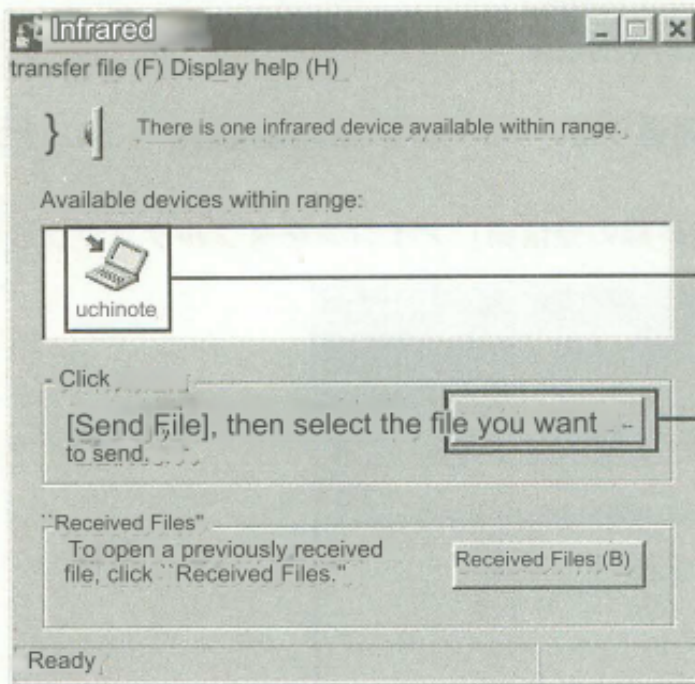 Infrared
transfer file (F) Display help (H)
There is one infrared device available within range.
Available devices within range:
uchinote
Click
[Send File], then select the file you want
to send.
``Received Files"
To open a previously received
file, click ``Received Files."
Received Files (B)
Ready